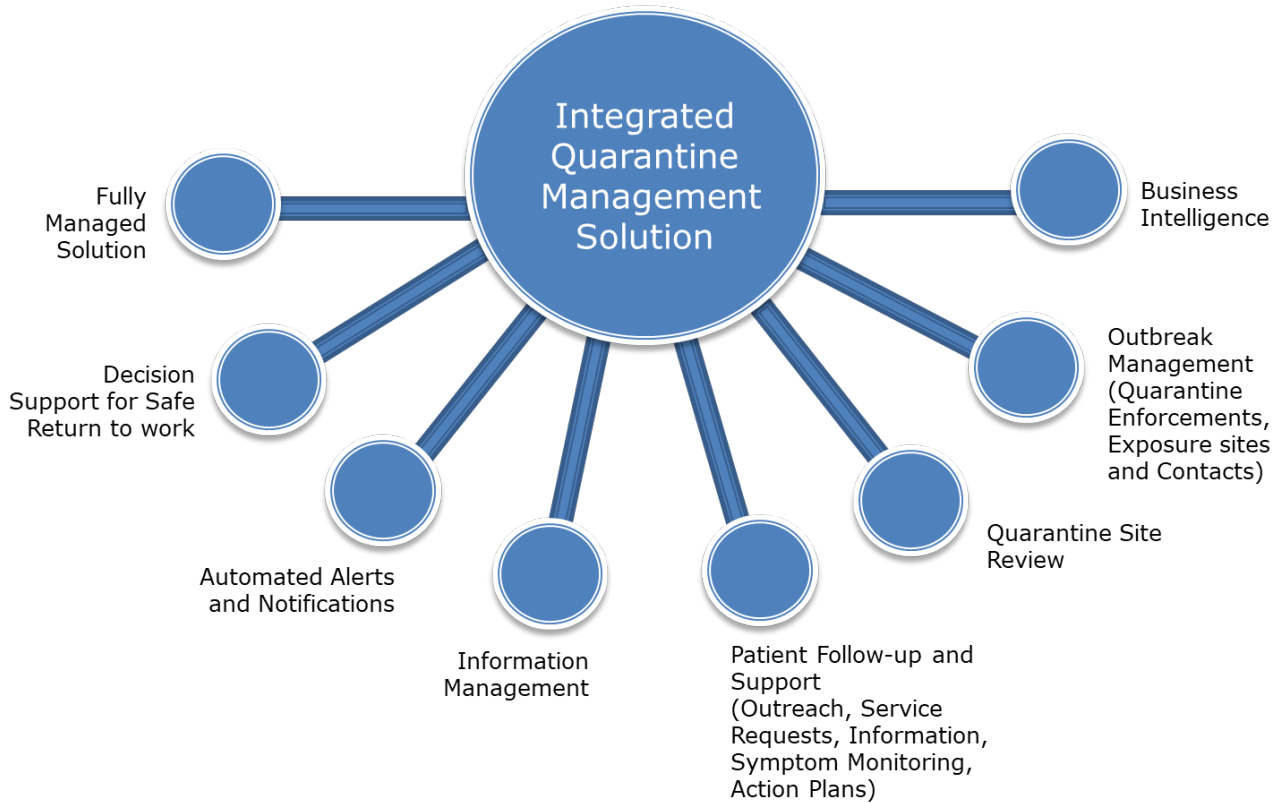 Integrated
Quarantine
Management
Solution
Fully
Managed
Solution
Decision
Support for Safe
Return to work
Automated Alerts
and Notifications
Information
Management
Patient Follow-up and
Support
(Outreach, Service
Requests, Information,
Symptom Monitoring,
Action Plans)
Quarantine Site
Review
Outbreak
Management
(Quarantine
Enforcements,
Exposure sites
and Contacts)
Business
Intelligence